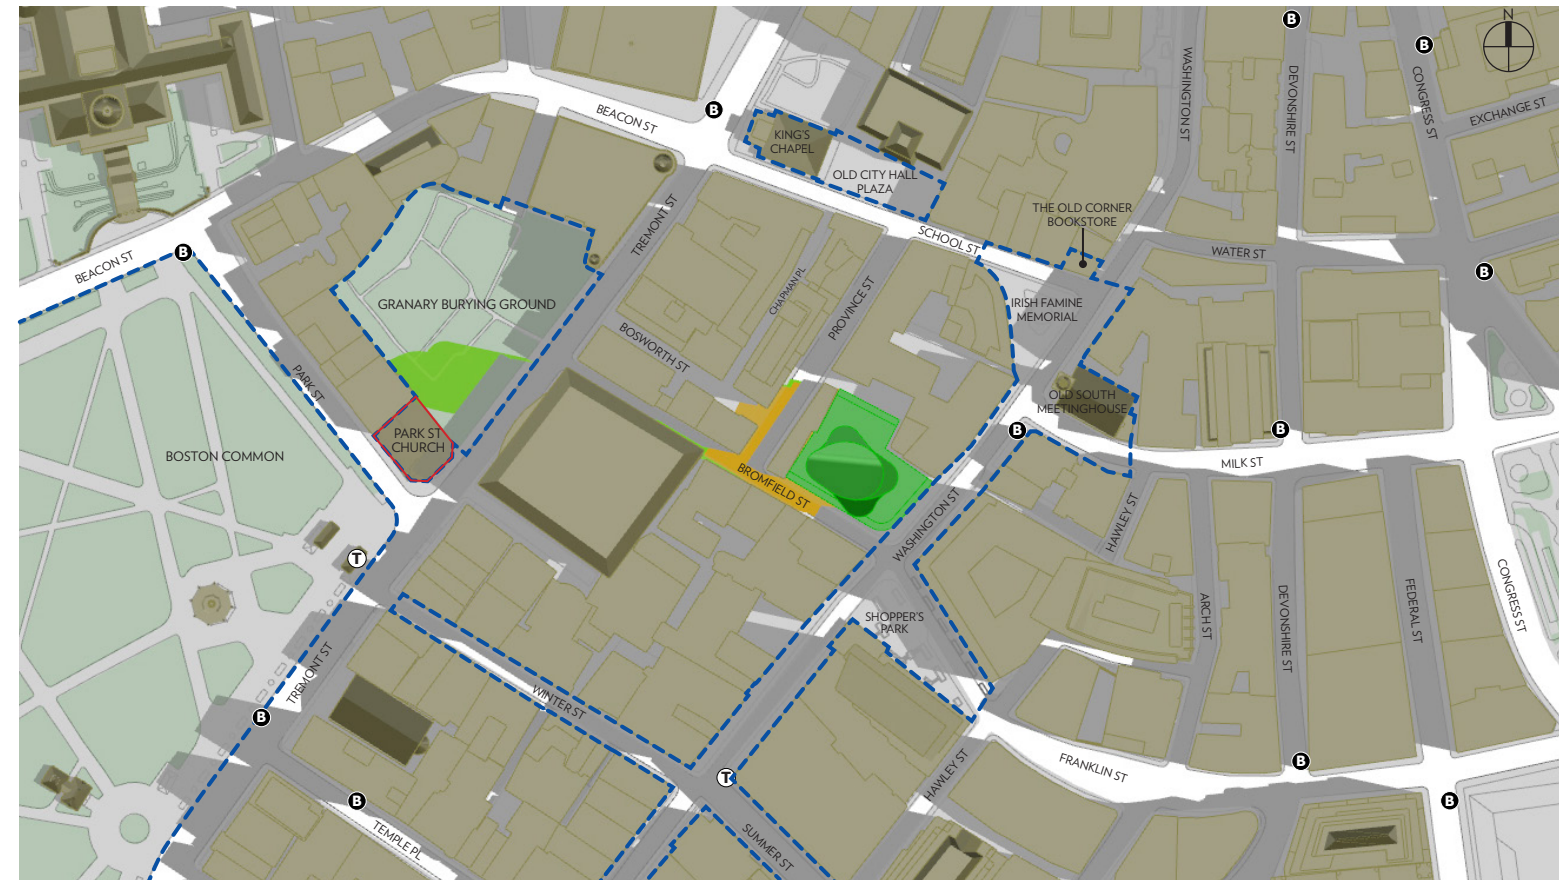 N
B
B
B
BEACON ST
KING'S
CHAPEL
WASHINGTON ST
DEVONSHIRE ST
CONGRESS ST
EXCHANGE ST
OLD CITY HALL
PLAZA
THE OLD CORNER
BOOKSTORE
TREMONT ST
SCHOOL ST
WATER ST
B
BEACON ST
B
GRANARY BURYING GROUND
CHAPMAN PL
PROVINCE ST
IRISH FAMINE
MEMORIAL
BOSWORTH ST
PARK ST
OLD SOUTH
MEETINGHOUSE
PARK ST
CHURCH
B
B
BOSTON COMMON
BROMFIELD ST
MILK ST
WASHINGTON ST
HAWLEY ST
T
SHOPPER'S
PARK
ARCH ST
DEVONSHIRE ST
FEDERAL ST
CONGRESS ST
TREMONT ST
WINTER ST
B
T
HAWLEY ST
FRANKLIN ST
B
B
B
TEMPLE PL
SUMMER ST